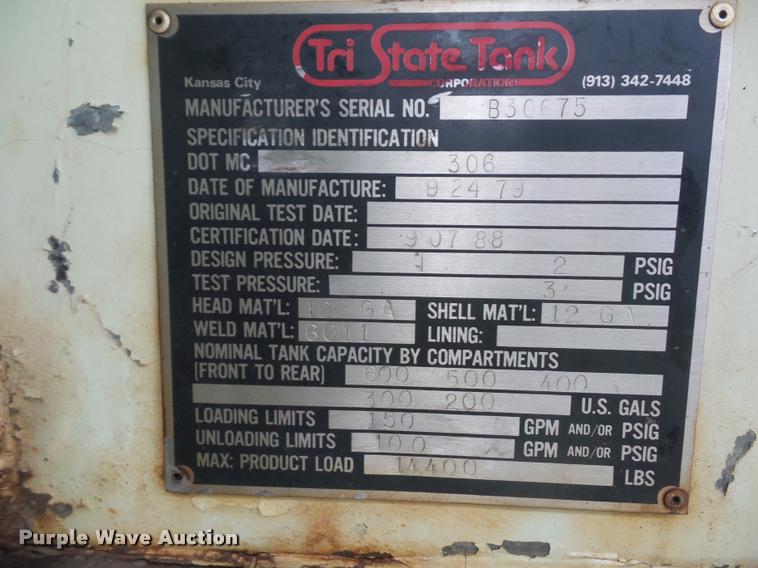 Tri State Tank
Kansas City CORPORATION (913) 342-7448
MANUFACTURER'S SERIAL NO. B30675
SPECIFICATION IDENTIFICATION
DOT MC 306
DATE OF MANUFACTURE: 9 24 79
ORIGINAL TEST DATE:
CERTIFICATION DATE: 9 07 88
DESIGN PRESSURE: 1 2 PSIG
TEST PRESSURE: 3 PSIG
HEAD MAT'L: 12 GA SHELL MAT'L: 12 GA
WELD MAT'L: 6011 LINING:
NOMINAL TANK CAPACITY BY COMPARTMENTS
(FRONT TO REAR) 600 500 400
300 200 U.S. GALS
LOADING LIMITS 150 GPM AND/OR PSIG
UNLOADING LIMITS 100 GPM AND/OR PSIG
MAX: PRODUCT LOAD 14400 LBS
Purple Wave Auction